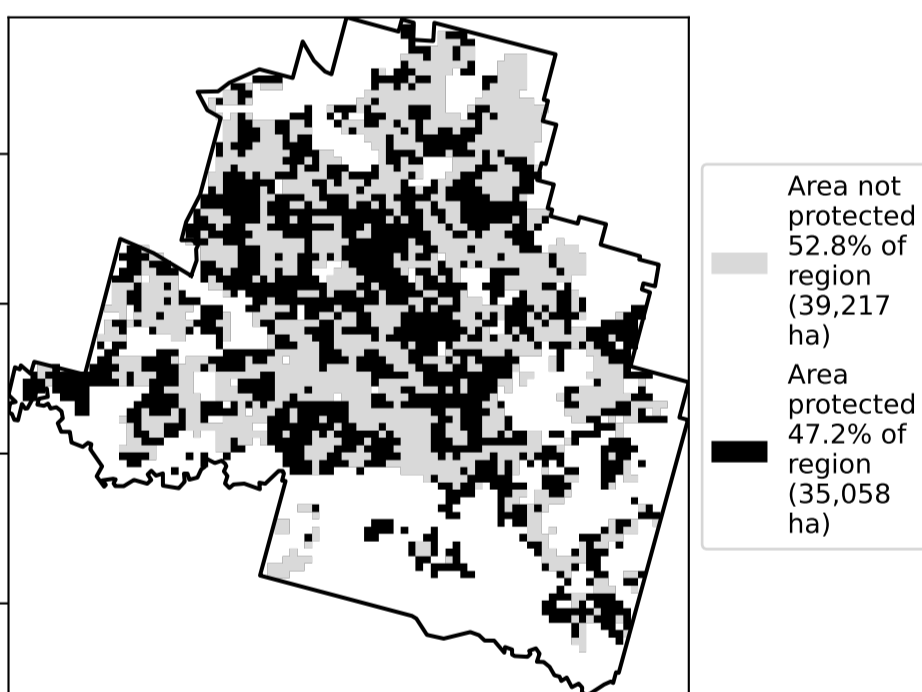 Area not
protected
52.8% of
region
(39,217
ha)
Area
protected
47.2% of
region
(35,058
ha)